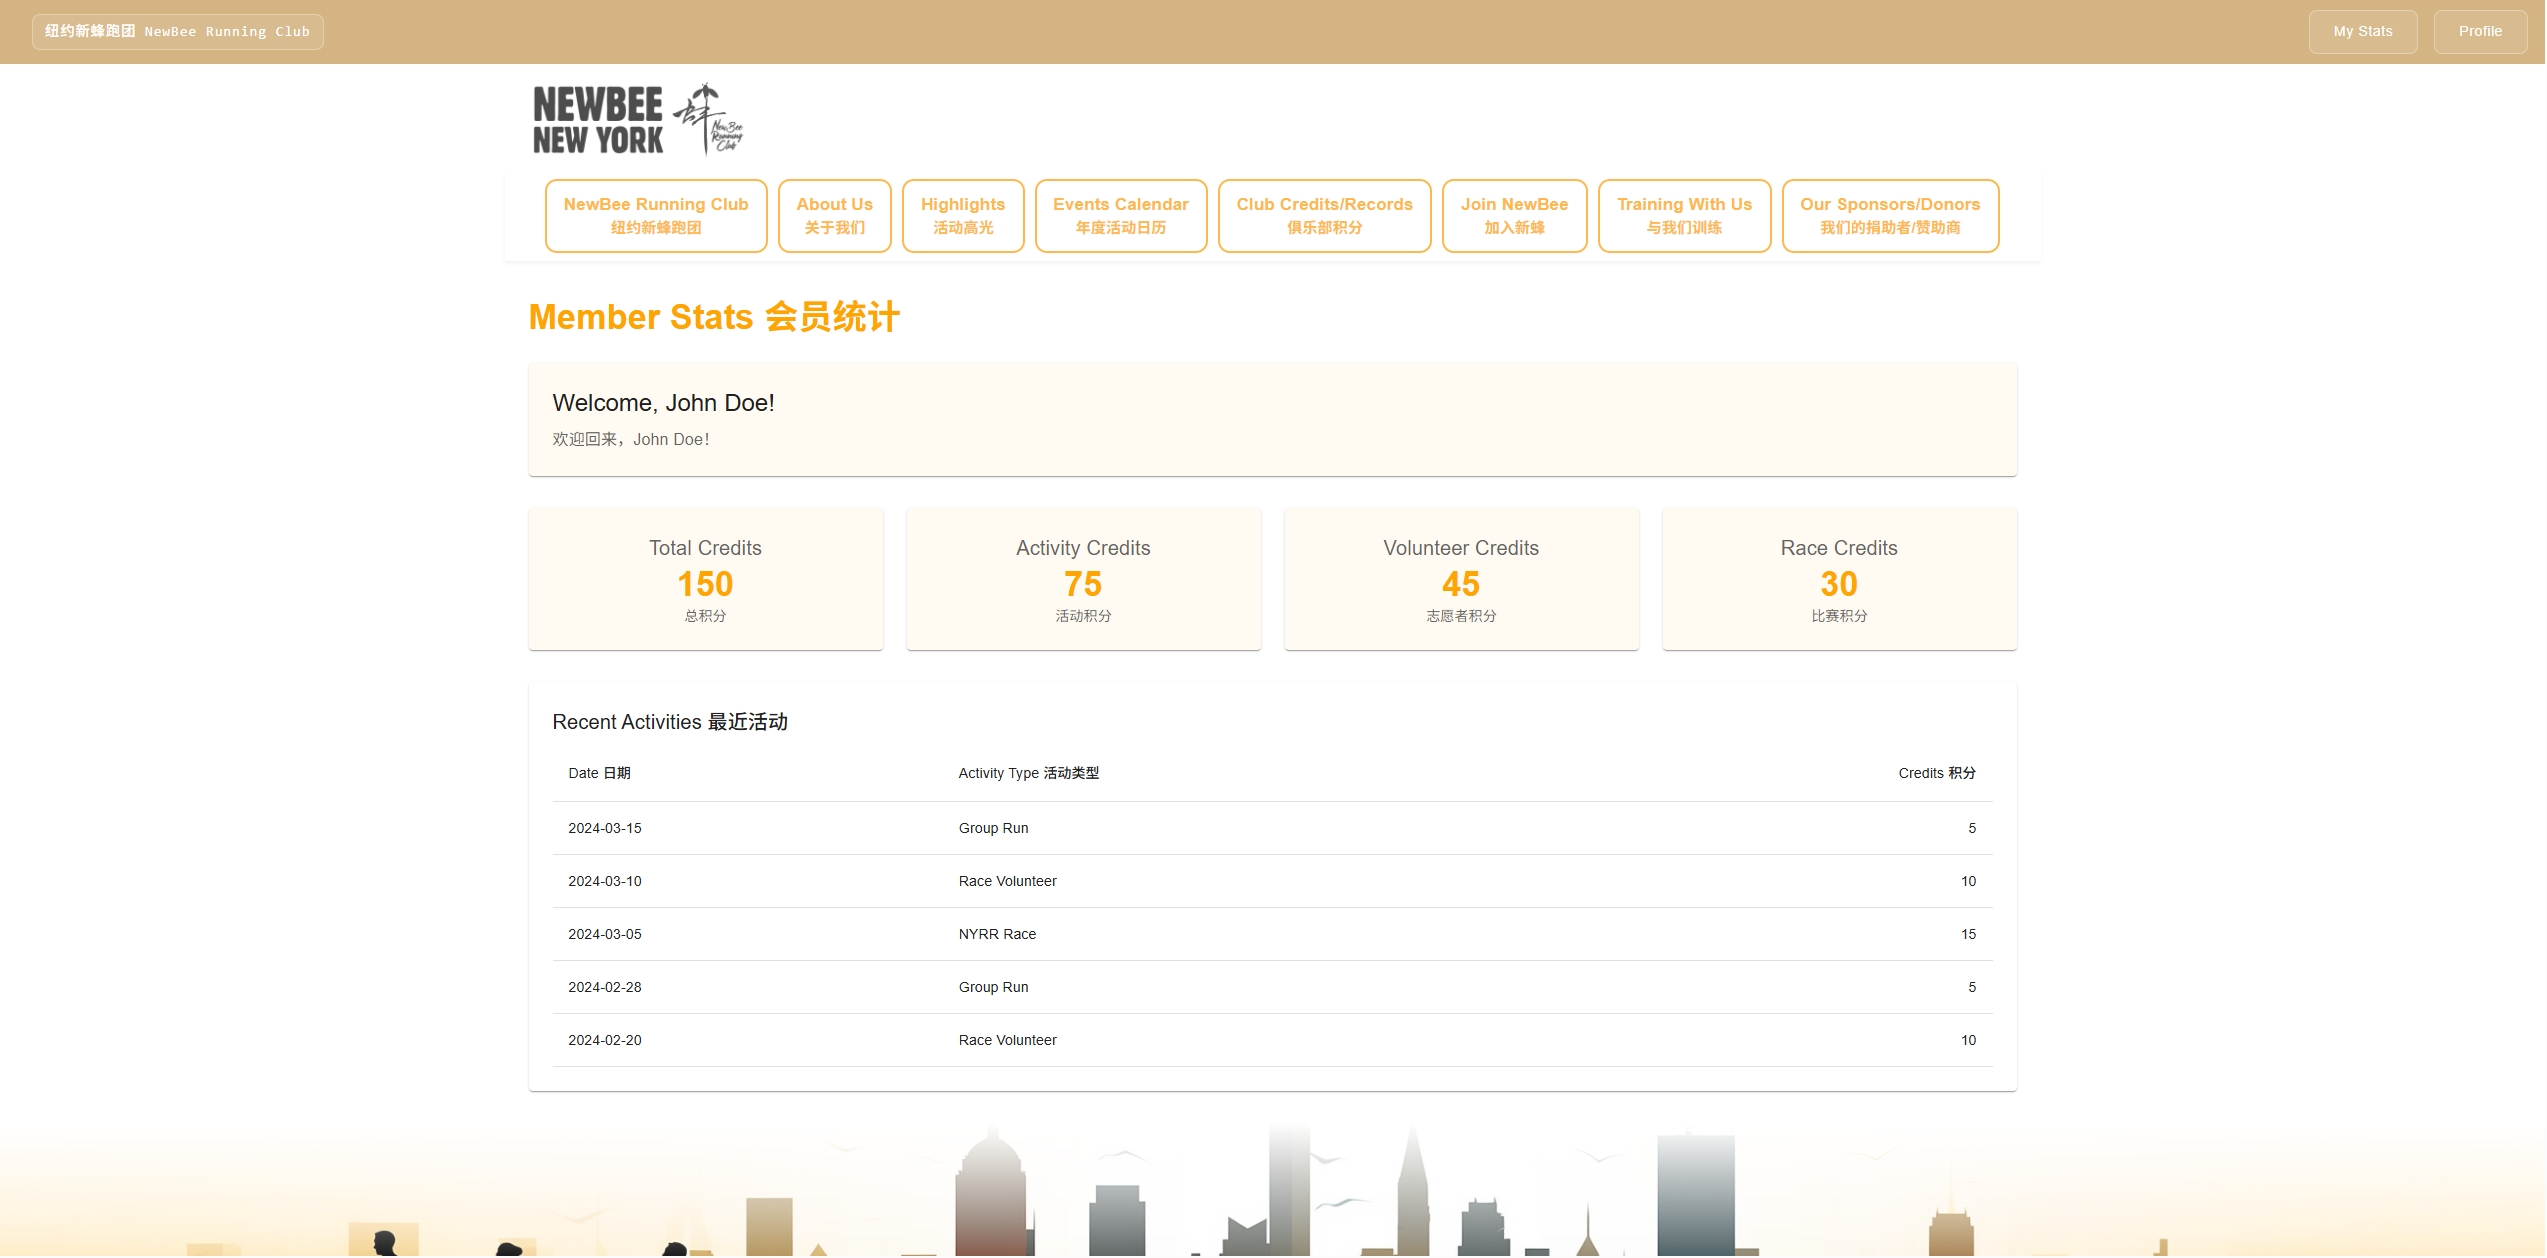 纽约新蜂跑团 NewBee Running Club
My Stats
Profile
NEWBEE
NEW YORK
NewBee
Running
Club
NewBee Running Club
纽约新蜂跑团
About Us
关于我们
Highlights
活动高光
Events Calendar
年度活动日历
Club Credits/Records
俱乐部积分
Join NewBee
加入新蜂
Training With Us
与我们训练
Our Sponsors/Donors
我们的捐助者/赞助商
Member Stats 会员统计
Welcome, John Doe!
欢迎回来，John Doe！
Total Credits
150
总积分
Activity Credits
75
活动积分
Volunteer Credits
45
志愿者积分
Race Credits
30
比赛积分
Recent Activities 最近活动
Date 日期 Activity Type 活动类型 Credits 积分
2024-03-15 Group Run 5
2024-03-10 Race Volunteer 10
2024-03-05 NYRR Race 15
2024-02-28 Group Run 5
2024-02-20 Race Volunteer 10